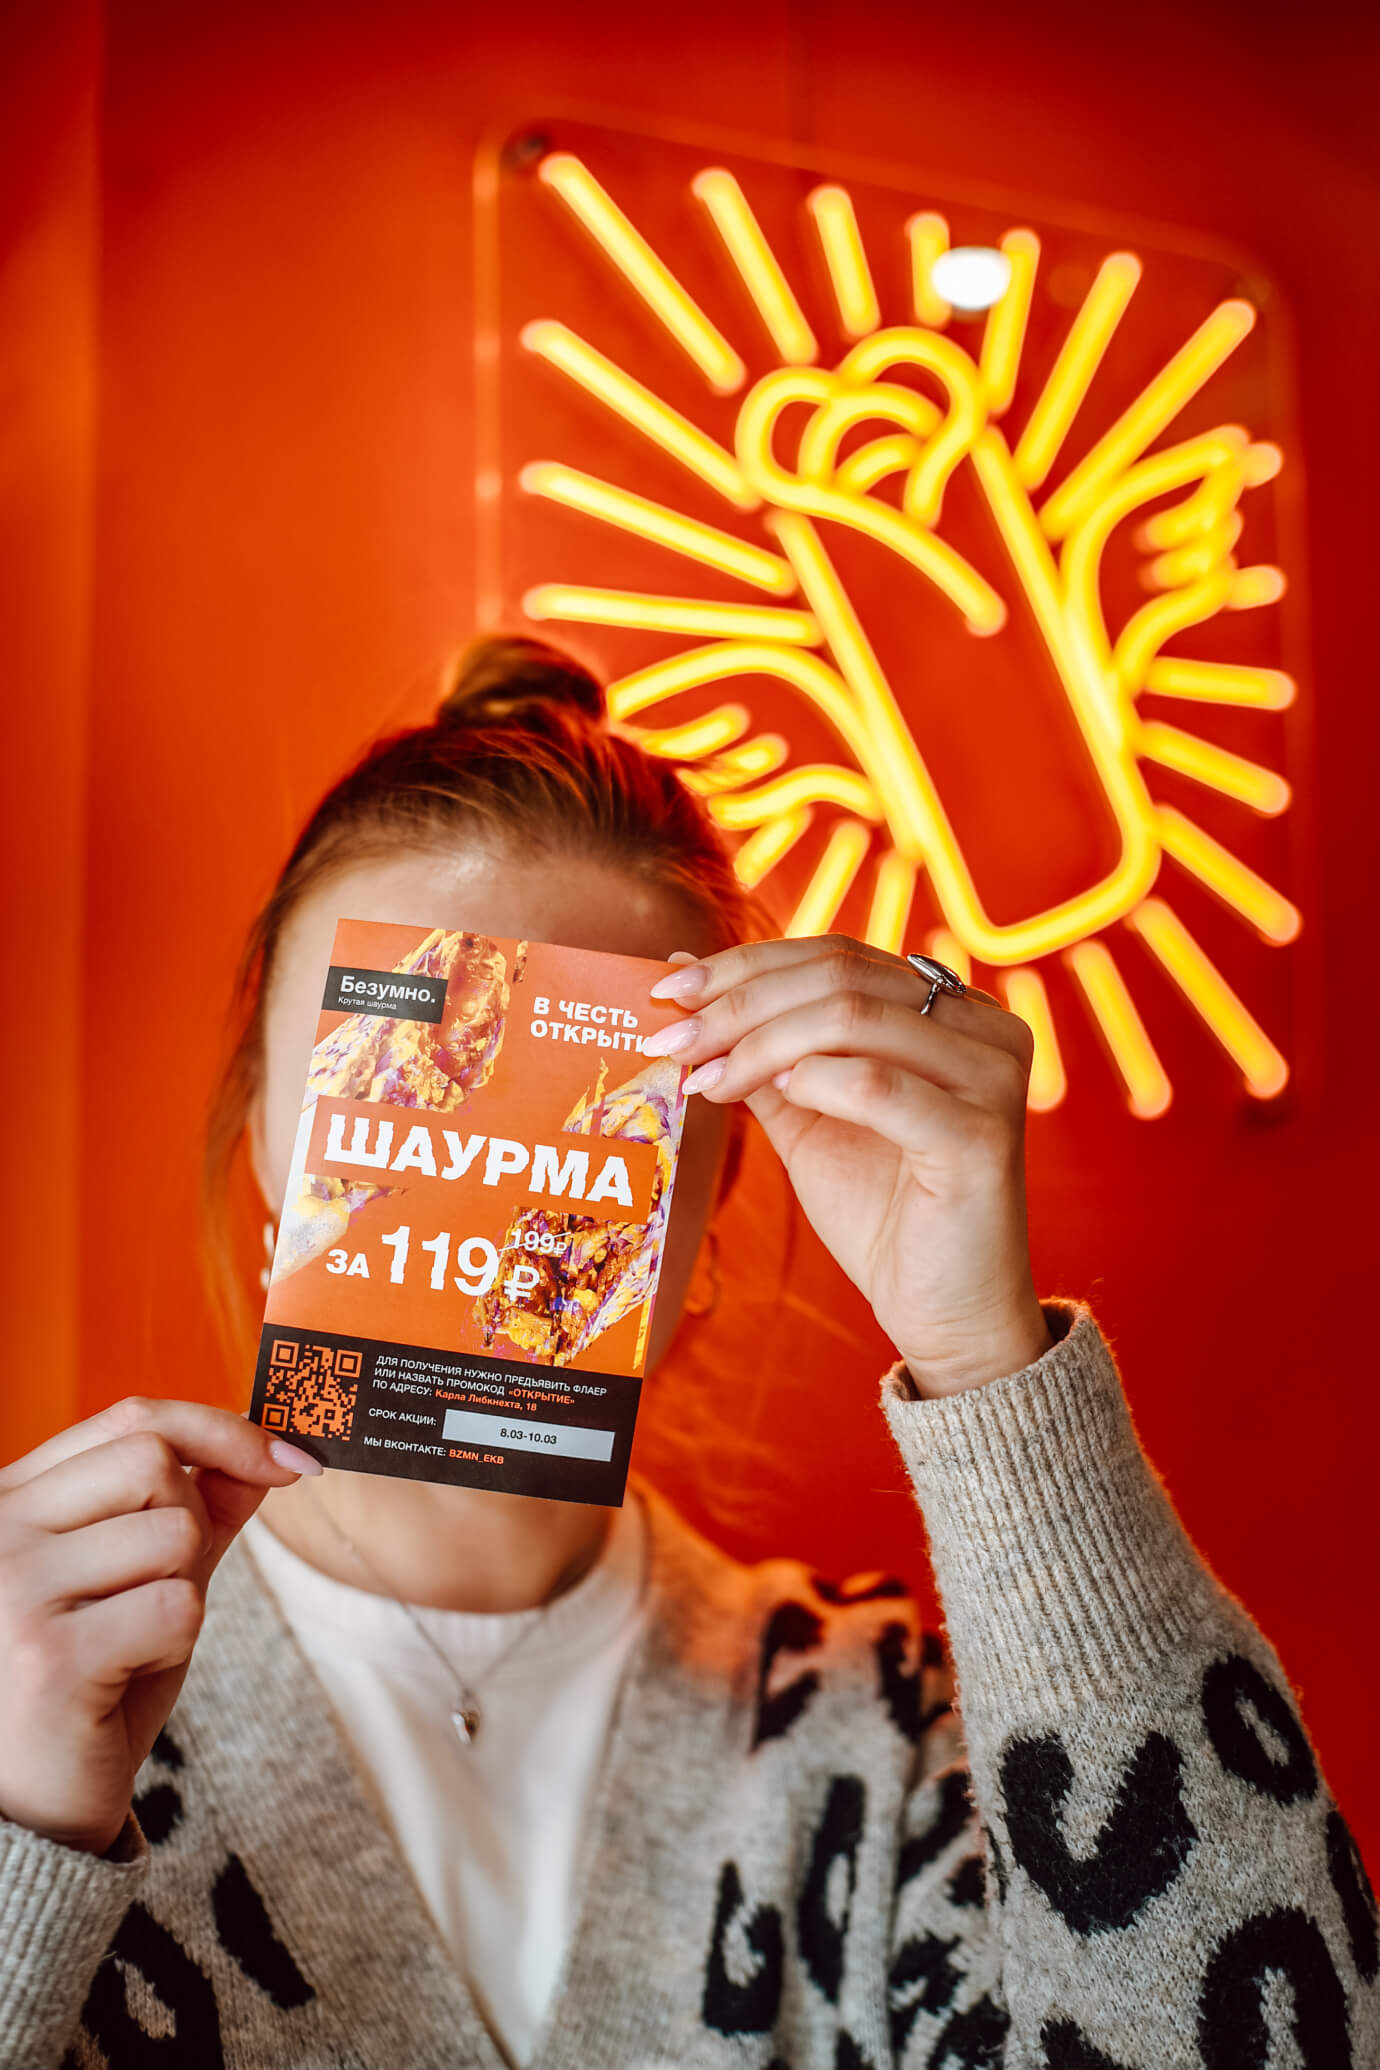 Безумно.
Крутая шаурма
В ЧЕСТЬ
ШАУРМА
ЗА 119 ₽ 199₽
ДЛЯ ПОЛУЧЕНИЯ НУЖНО ПРЕДЪЯВИТЬ ФЛАЕР
ИЛИ НАЗВАТЬ ПРОМОКОД «ОТКРЫТИЕ»
ПО АДРЕСУ: Карла Либкнехта, 18
СРОК АКЦИИ: 8.03-10.03
МЫ ВКОНТАКТЕ: BZMN_EKB